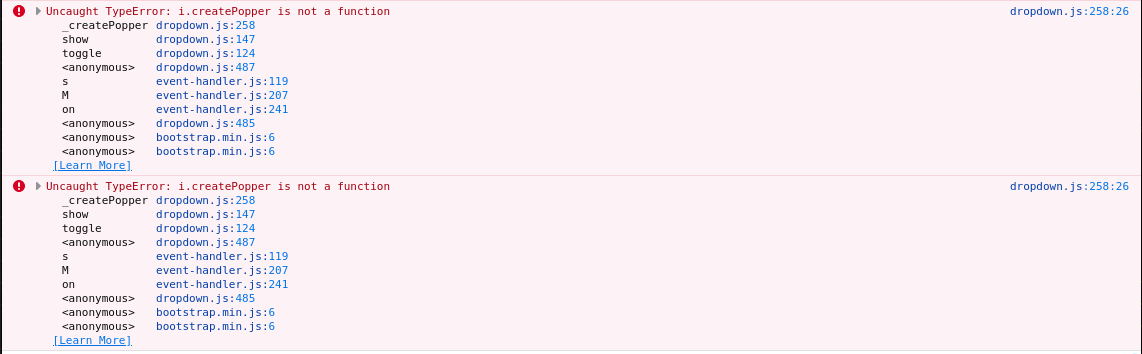 Uncaught TypeError: i.createPopper is not a function dropdown.js:258:26
_createPopper dropdown.js:258
show dropdown.js:147
toggle dropdown.js:124
<anonymous> dropdown.js:487
s event-handler.js:119
M event-handler.js:207
on event-handler.js:241
<anonymous> dropdown.js:485
<anonymous> bootstrap.min.js:6
<anonymous> bootstrap.min.js:6
[Learn More]
Uncaught TypeError: i.createPopper is not a function dropdown.js:258:26
_createPopper dropdown.js:258
show dropdown.js:147
toggle dropdown.js:124
<anonymous> dropdown.js:487
s event-handler.js:119
M event-handler.js:207
on event-handler.js:241
<anonymous> dropdown.js:485
<anonymous> bootstrap.min.js:6
<anonymous> bootstrap.min.js:6
[Learn More]